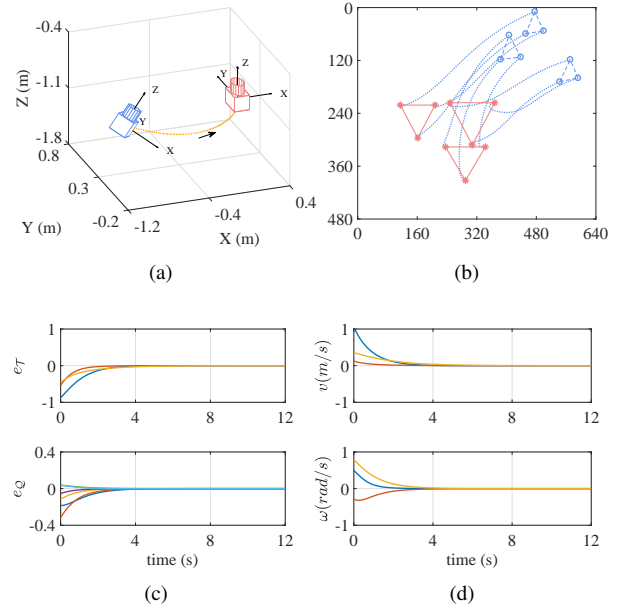 -0.4
-1.1
-1.8
Z (m)
0.8
0.3
-0.2
Y (m)
-1.2
-0.4
0.4
X (m)
Z
Y
X
Z
Y
X
(a)
0
120
240
360
480
0
160
320
480
640
(b)
1
0
-1
e_T
0
4
8
12
0.4
0
-0.4
e_Q
0
4
8
12
time (s)
(c)
1
0
-1
v(m/s)
0
4
8
12
1
0
-1
ω(rad/s)
0
4
8
12
time (s)
(d)